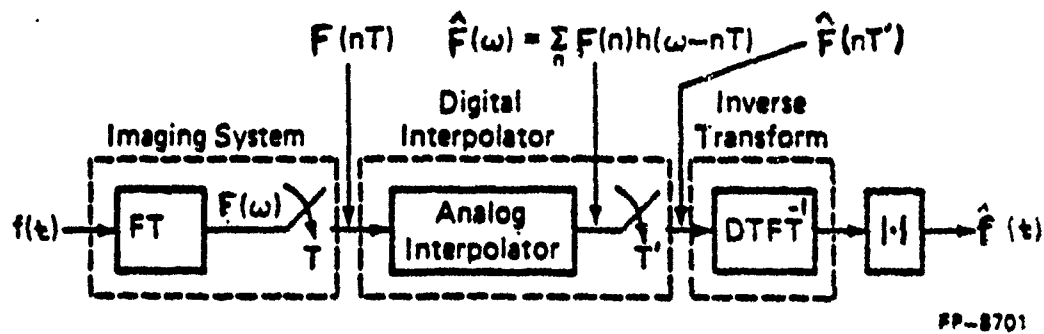 F(nT) F̂(ω) = Σ F(n)h(ω-nT) F̂(nT′)
n
Digital Interpolator
Inverse Transform
Imaging System
f(t) FT F(ω) T Analog Interpolator T′ DTFT⁻¹ |·| f̂(t)
FP-8701